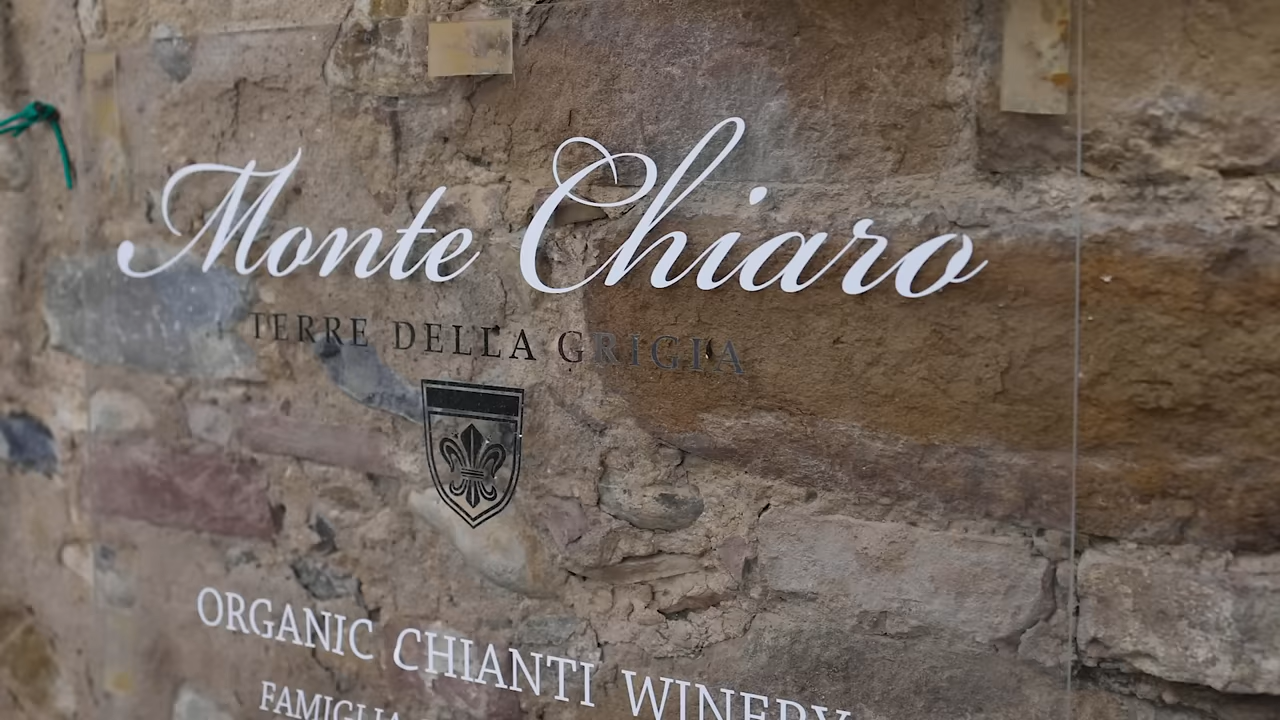 Monte Chiaro
TERRE DELLA GRIGIA
ORGANIC CHIANTI WINERY
FAMIGLIA